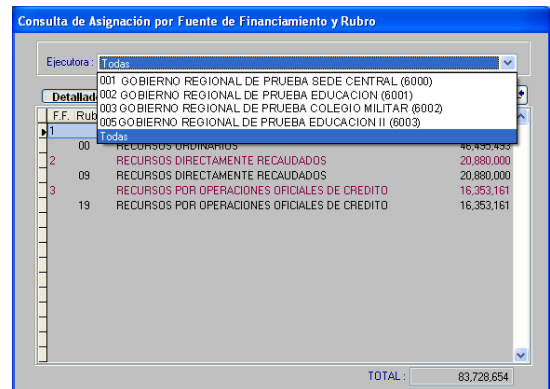 Consulta de Asignación por Fuente de Financiamiento y Rubro
Ejecutora : Todas
001 GOBIERNO REGIONAL DE PRUEBA SEDE CENTRAL (6000)
002 GOBIERNO REGIONAL DE PRUEBA EDUCACION (6001)
003 GOBIERNO REGIONAL DE PRUEBA COLEGIO MILITAR (6002)
005 GOBIERNO REGIONAL DE PRUEBA EDUCACION II (6003)
Todas
Detallad
F.F. Rub
1
00 RECURSOS ORDINARIOS 46,495,493
2 RECURSOS DIRECTAMENTE RECAUDADOS 20,880,000
09 RECURSOS DIRECTAMENTE RECAUDADOS 20,880,000
3 RECURSOS POR OPERACIONES OFICIALES DE CREDITO 16,353,161
19 RECURSOS POR OPERACIONES OFICIALES DE CREDITO 16,353,161
TOTAL : 83,728,654